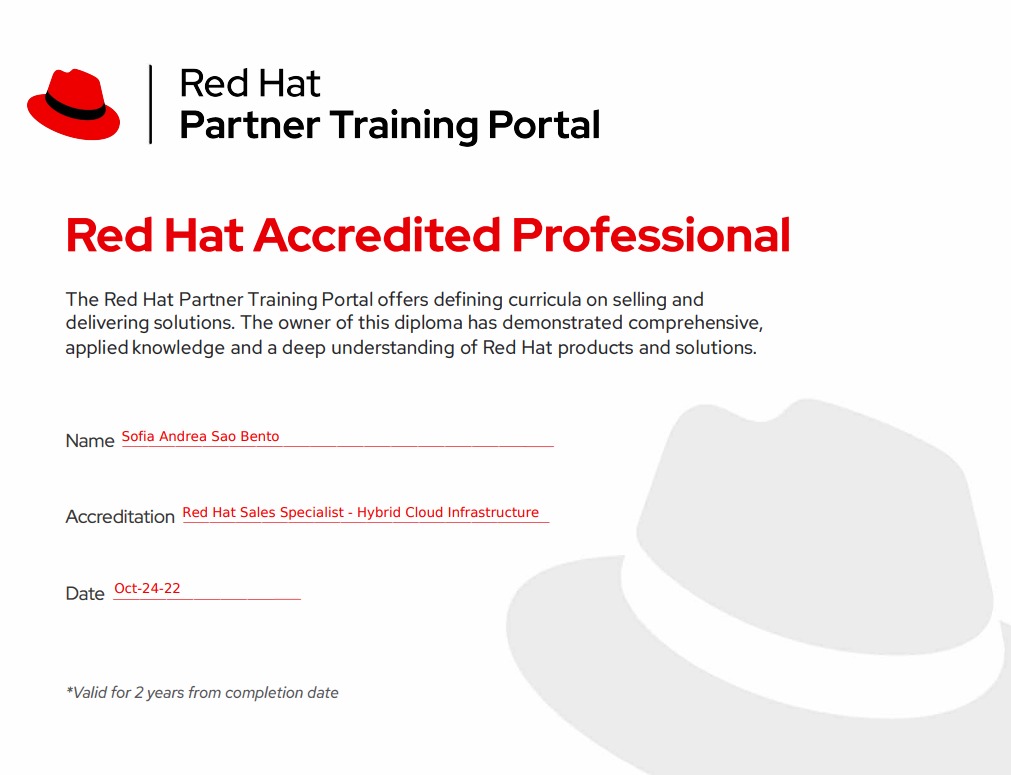 Red Hat
Partner Training Portal
Red Hat Accredited Professional
The Red Hat Partner Training Portal offers defining curricula on selling and
delivering solutions. The owner of this diploma has demonstrated comprehensive,
applied knowledge and a deep understanding of Red Hat products and solutions.
Name Sofia Andrea Sao Bento
Accreditation Red Hat Sales Specialist - Hybrid Cloud Infrastructure
Date Oct-24-22
*Valid for 2 years from completion date